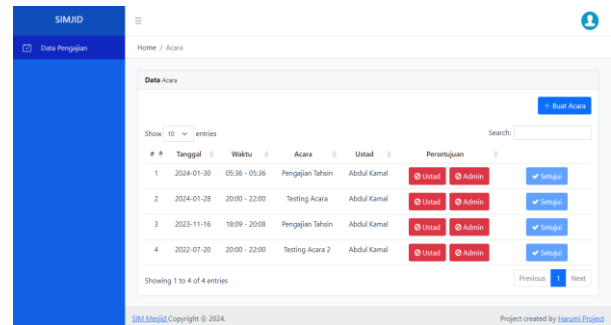 SIMJID
Data Pengajian
Home / Acara
Data Acara
+ Buat Acara
Show 10 entries
Search:
# Tanggal Waktu Acara Ustad Persetujuan
1 2024-01-30 05:36 - 05:36 Pengajian Tahsin Abdul Kamal Ustad Admin Setujui
2 2024-01-28 20:00 - 22:00 Testing Acara Abdul Kamal Ustad Admin Setujui
3 2023-11-16 18:09 - 20:08 Pengajian Tahsin Abdul Kamal Ustad Admin Setujui
4 2022-07-20 20:00 - 22:00 Testing Acara 2 Abdul Kamal Ustad Admin Setujui
Showing 1 to 4 of 4 entries
Previous 1 Next
SIM Mesjid Copyright © 2024.
Project created by Harumi Project